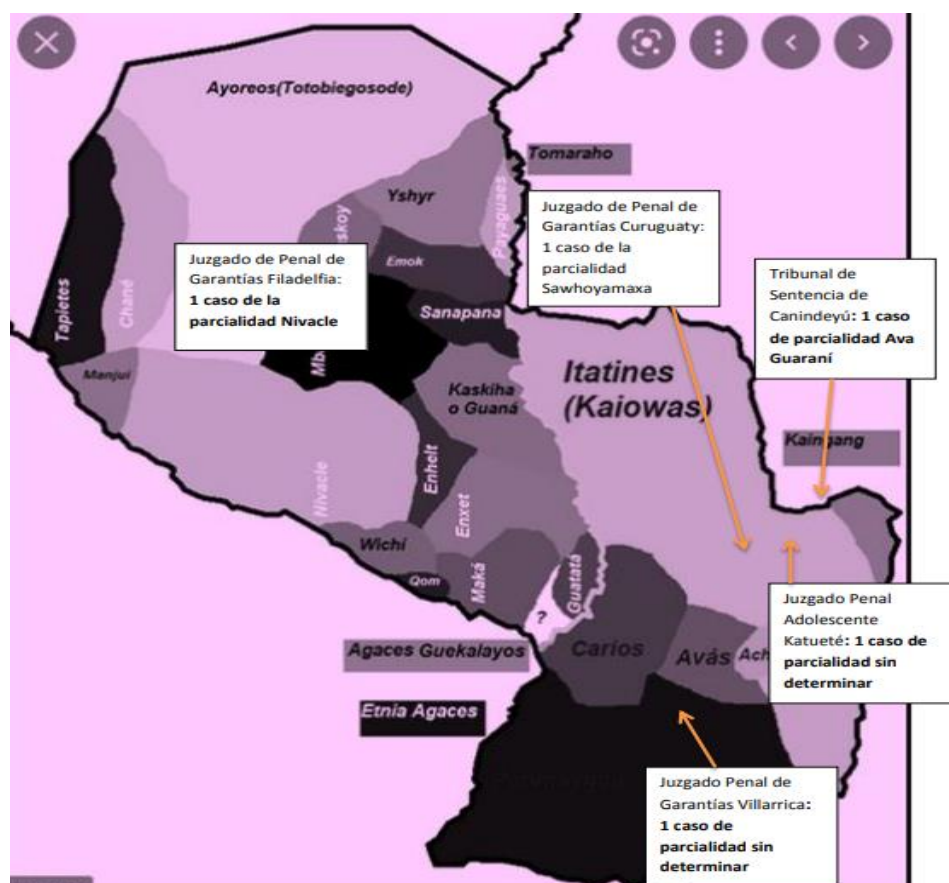 Ayoreos(Totobiegosode)
Tomaraho
Yshyr
Payaguaes
Emok
Sanapana
Tapietes
Chané
Manjui
Juzgado de Penal de
Garantías Filadelfia:
1 caso de la
parcialidad Nivacle
Juzgado de Penal de
Garantías Curuguaty:
1 caso de la
parcialidad
Sawhoyamaxa
Tribunal de
Sentencia de
Canindeyú: 1 caso
de parcialidad Ava
Guaraní
Itatines
(Kaiowas)
Kaskiha
o Guaná
Kaingang
Nivacle
Enhelt
Enxet
Wichí
Qom
Maká
Guatatá
?
Agaces Guekalayos
Carios
Avás
Ach
Etnia Agaces
Juzgado Penal
Adolescente
Katueté: 1 caso de
parcialidad sin
determinar
Juzgado Penal de
Garantías Villarrica:
1 caso de
parcialidad sin
determinar